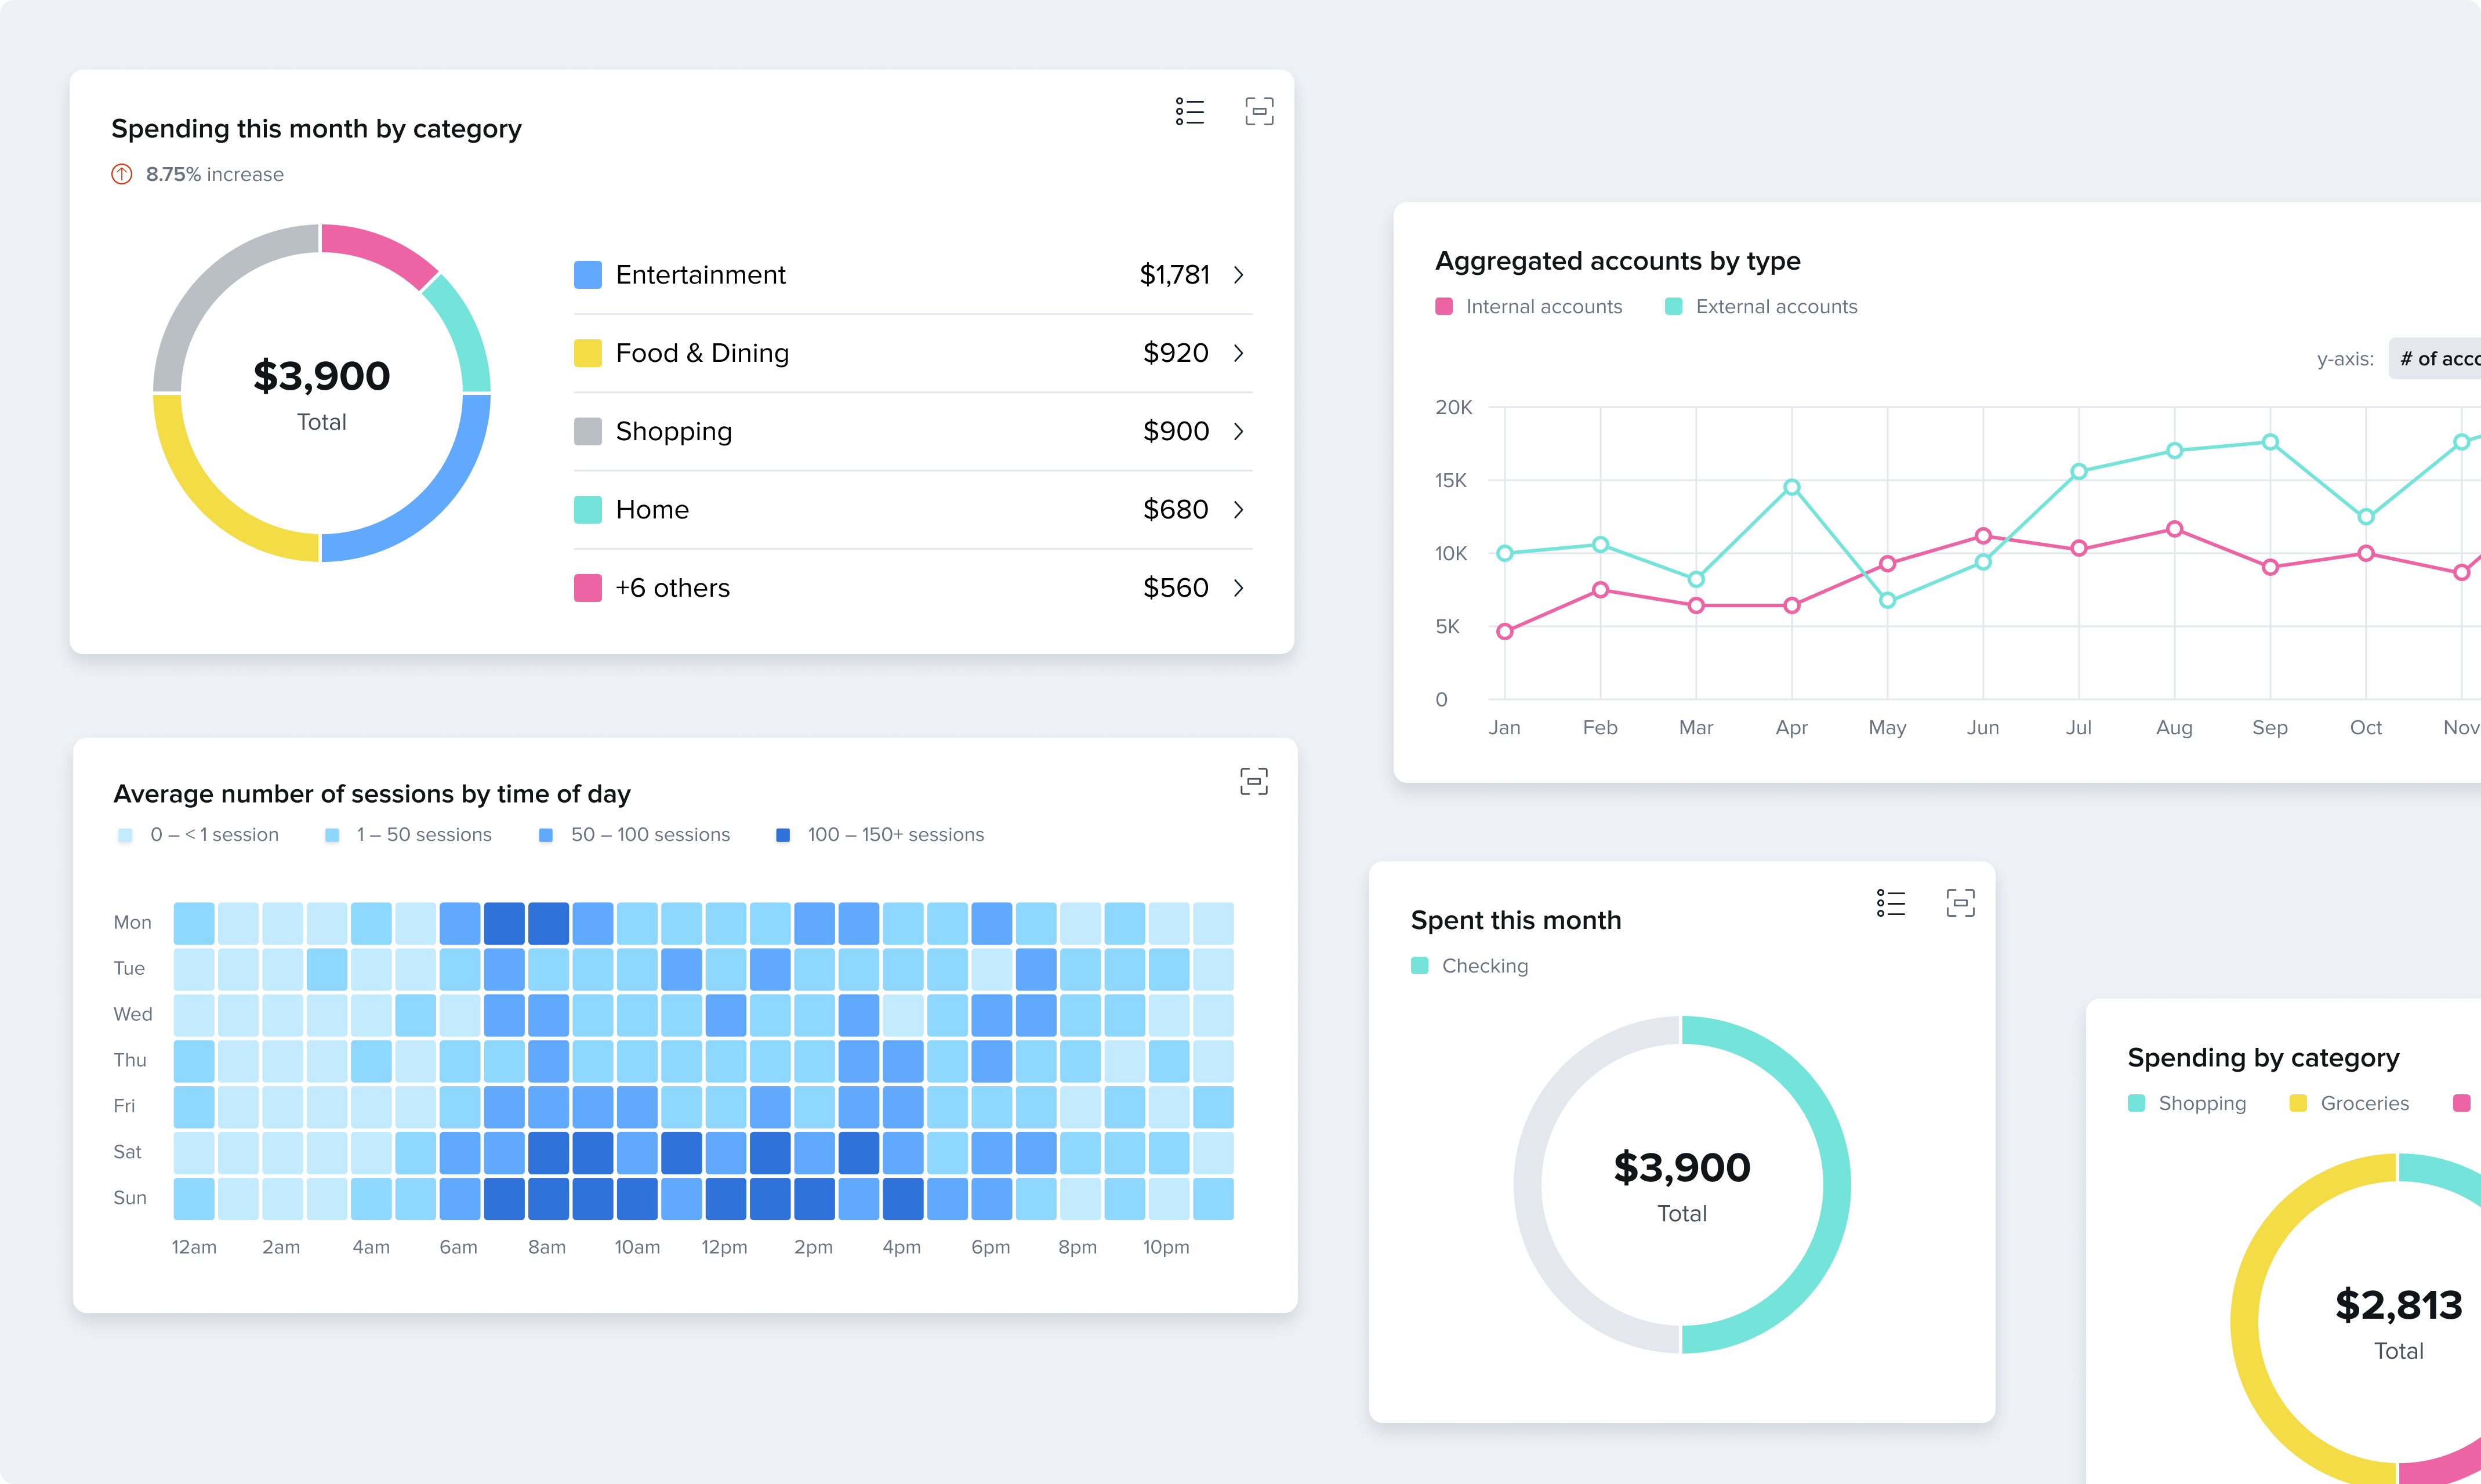 Spending this month by category
8.75% increase
$3,900
Total
Entertainment $1,781
Food & Dining $920
Shopping $900
Home $680
+6 others $560
Aggregated accounts by type
Internal accounts External accounts
y-axis: # of acco
20K
15K
10K
5K
0
Jan Feb Mar Apr May Jun Jul Aug Sep Oct Nov
Average number of sessions by time of day
0 – < 1 session 1 – 50 sessions 50 – 100 sessions 100 – 150+ sessions
Mon
Tue
Wed
Thu
Fri
Sat
Sun
12am 2am 4am 6am 8am 10am 12pm 2pm 4pm 6pm 8pm 10pm
Spent this month
Checking
$3,900
Total
Spending by category
Shopping Groceries
$2,813
Total